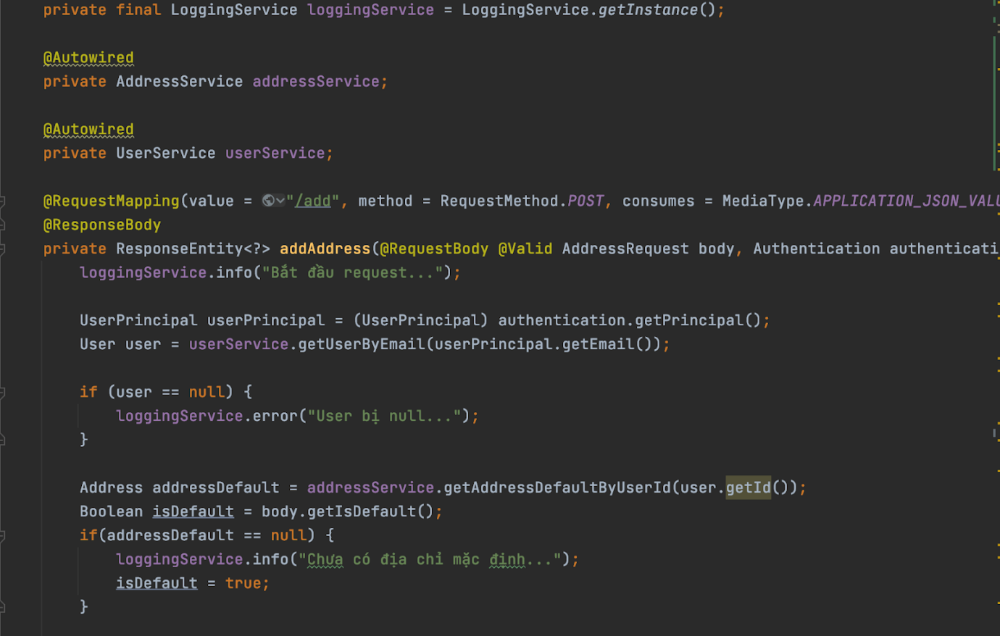 private final LoggingService loggingService = LoggingService.getInstance();
@Autowired
private AddressService addressService;
@Autowired
private UserService userService;
@RequestMapping(value = "/add", method = RequestMethod.POST, consumes = MediaType.APPLICATION_JSON_VALU
@ResponseBody
private ResponseEntity<?> addAddress(@RequestBody @Valid AddressRequest body, Authentication authenticati
loggingService.info("Bắt đầu request...");
UserPrincipal userPrincipal = (UserPrincipal) authentication.getPrincipal();
User user = userService.getUserByEmail(userPrincipal.getEmail());
if (user == null) {
loggingService.error("User bị null...");
}
Address addressDefault = addressService.getAddressDefaultByUserId(user.getId());
Boolean isDefault = body.getIsDefault();
if(addressDefault == null) {
loggingService.info("Chưa có địa chỉ mặc định...");
isDefault = true;
}